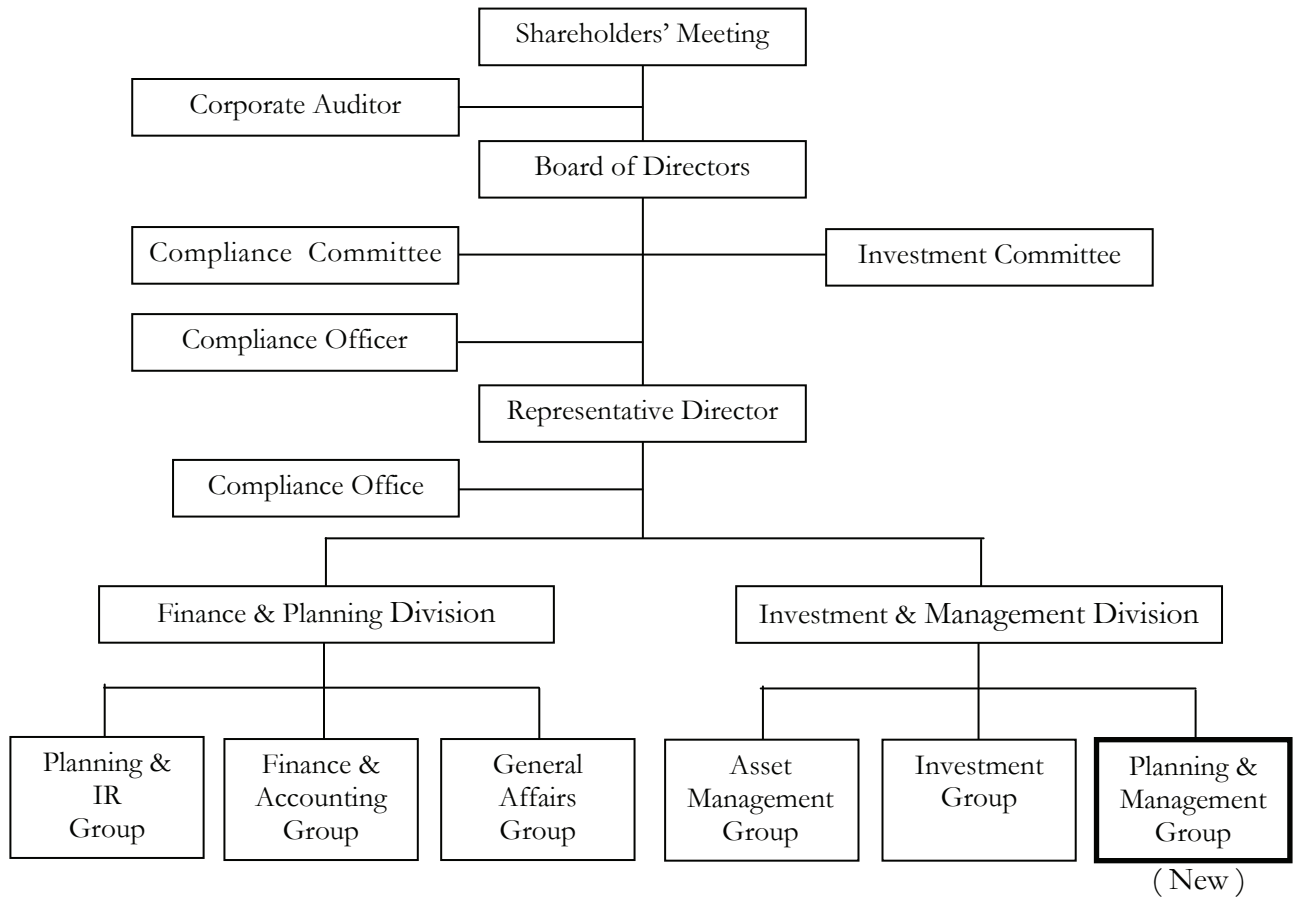 Shareholders’ Meeting
Corporate Auditor
Board of Directors
Compliance Committee
Investment Committee
Compliance Officer
Representative Director
Compliance Office
Finance & Planning Division
Investment & Management Division
Planning &
IR
Group
Finance &
Accounting
Group
General
Affairs
Group
Asset
Management
Group
Investment
Group
Planning &
Management
Group
( New )